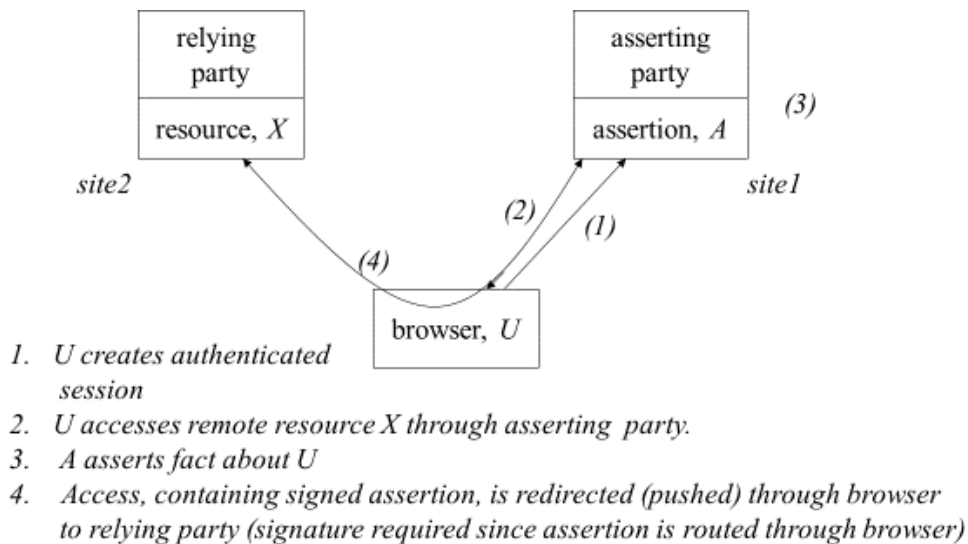 relying
party
resource, X
asserting
party
assertion, A
(3)
site2
site1
(2)
(1)
(4)
browser, U
1. U creates authenticated
session
2. U accesses remote resource X through asserting party.
3. A asserts fact about U
4. Access, containing signed assertion, is redirected (pushed) through browser
to relying party (signature required since assertion is routed through browser)